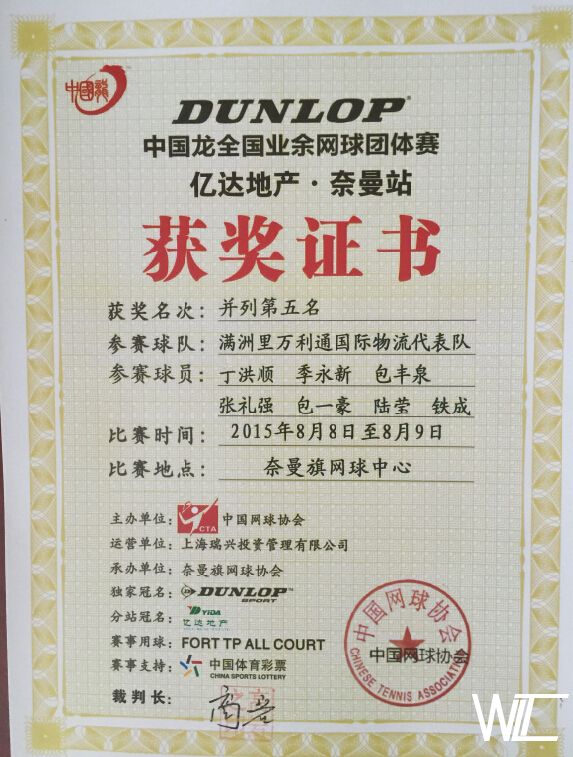 中國龍
DUNLOP
中国龙全国业余网球团体赛
亿达地产·奈曼站
获奖证书
获奖名次：并列第五名
参赛球队：满洲里万利通国际物流代表队
参赛球员：丁洪顺 季永新 包丰泉
张礼强 包一豪 陆莹 铁成
比赛时间：2015年8月8日至8月9日
比赛地点：奈曼旗网球中心
主办单位：CTA 中国网球协会
运营单位：上海瑞兴投资管理有限公司
承办单位：奈曼旗网球协会
独家冠名：DUNLOP SPORT
分站冠名：YIDA 亿达地产
赛事用球：FORT TP ALL COURT
赛事支持：中国体育彩票
CHINA SPORTS LOTTERY
裁判长：
中国网球协会
中国网球协会
CHINESE TENNIS ASSOCIATION
WLTC